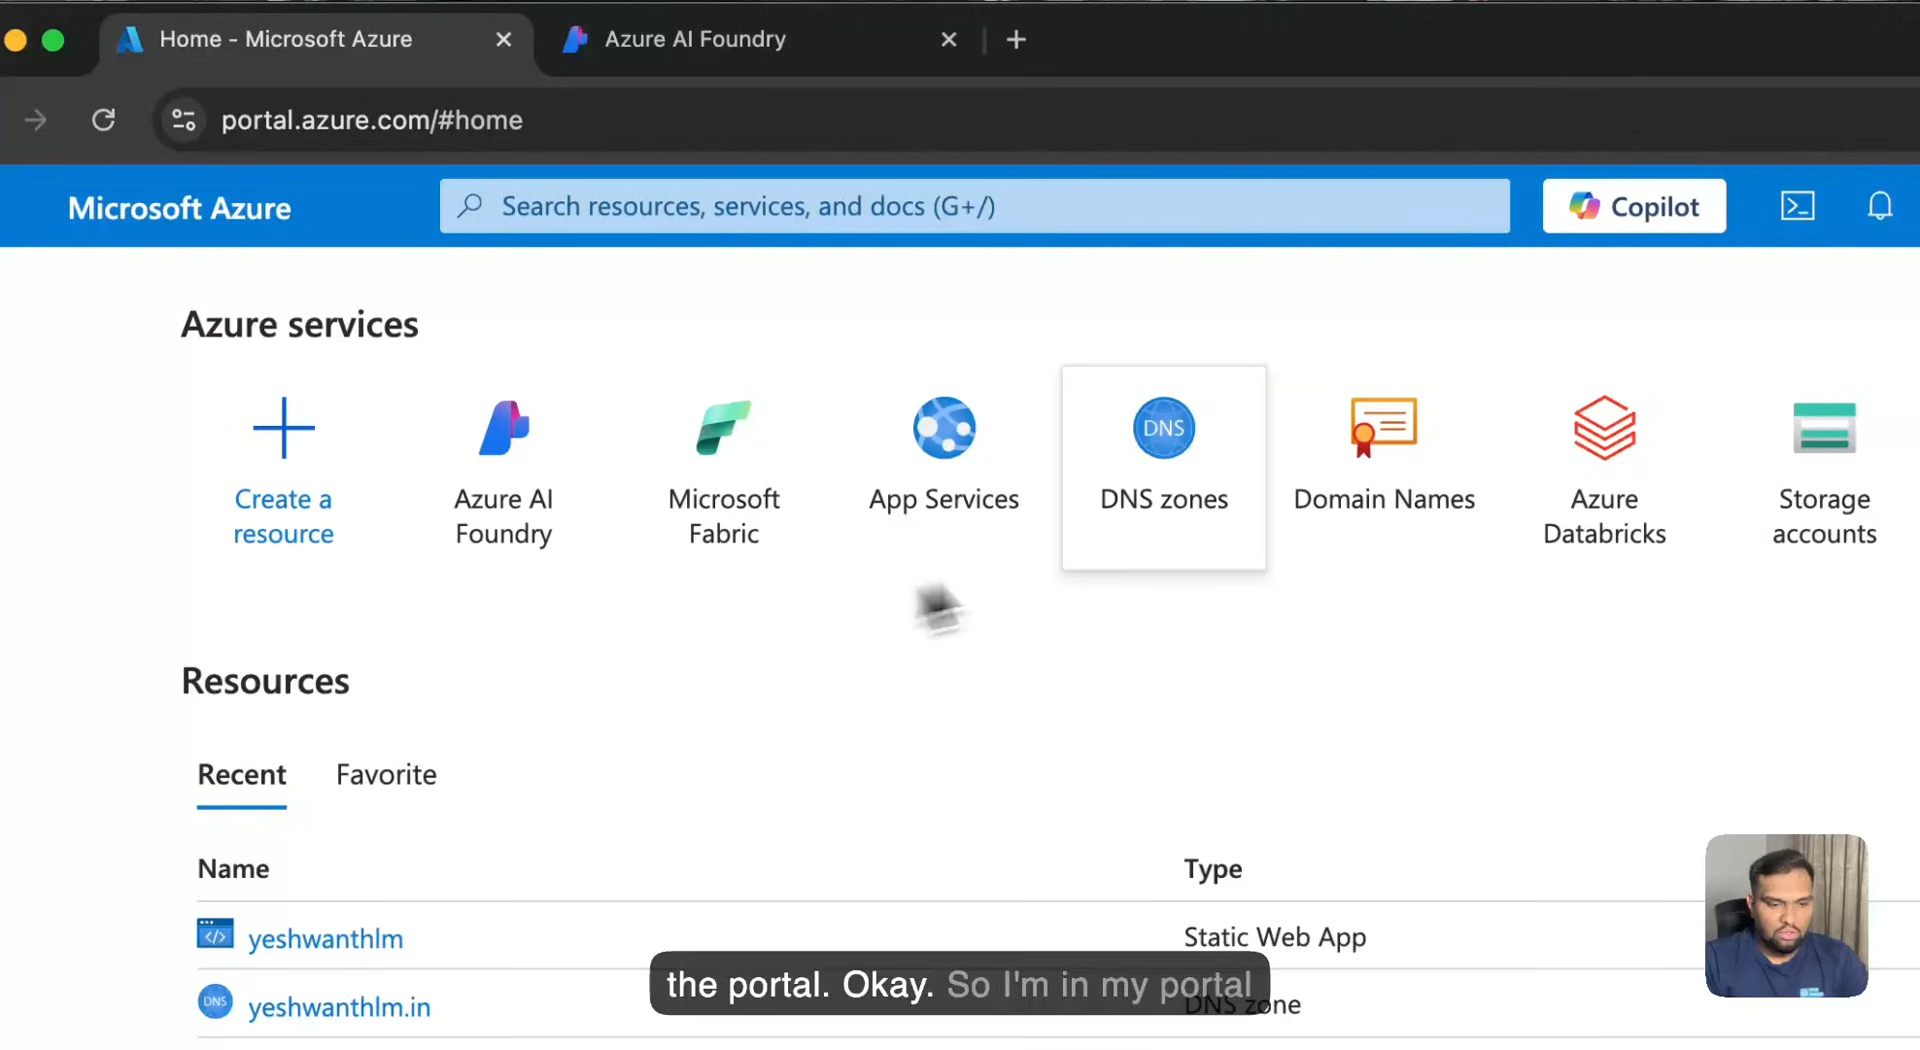 Home - Microsoft Azure
Azure AI Foundry
portal.azure.com/#home
Microsoft Azure
Search resources, services, and docs (G+/)
Copilot
Azure services
Create a
resource
Azure AI
Foundry
Microsoft
Fabric
App Services
DNS
DNS zones
Domain Names
Azure
Databricks
Storage
accounts
Resources
Recent
Favorite
Name
Type
yeshwanthlm
Static Web App
DNS
yeshwanthlm.in
DNS zone
the portal. Okay. So I'm in my portal